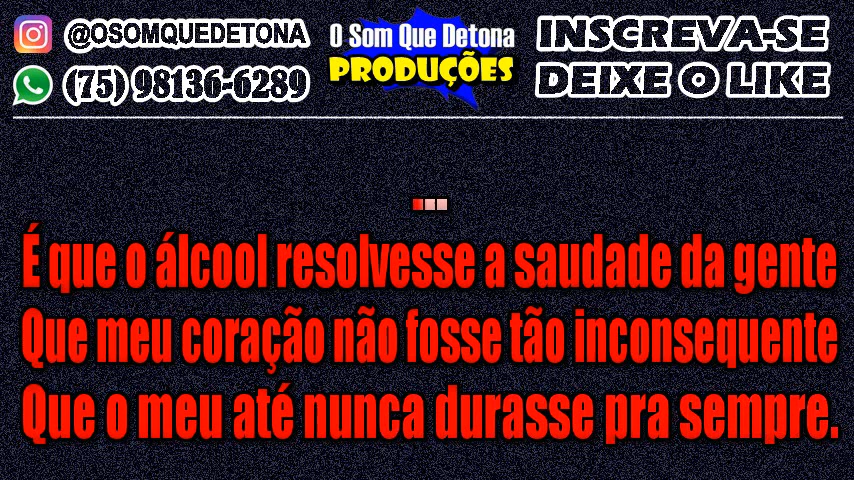 @OSOMQUEDETONA
(75) 98136-6289
O Som Que Detona
PRODUÇÕES
INSCREVA-SE
DEIXE O LIKE
É que o álcool resolvesse a saudade da gente
Que meu coração não fosse tão inconsequente
Que o meu até nunca durasse pra sempre.